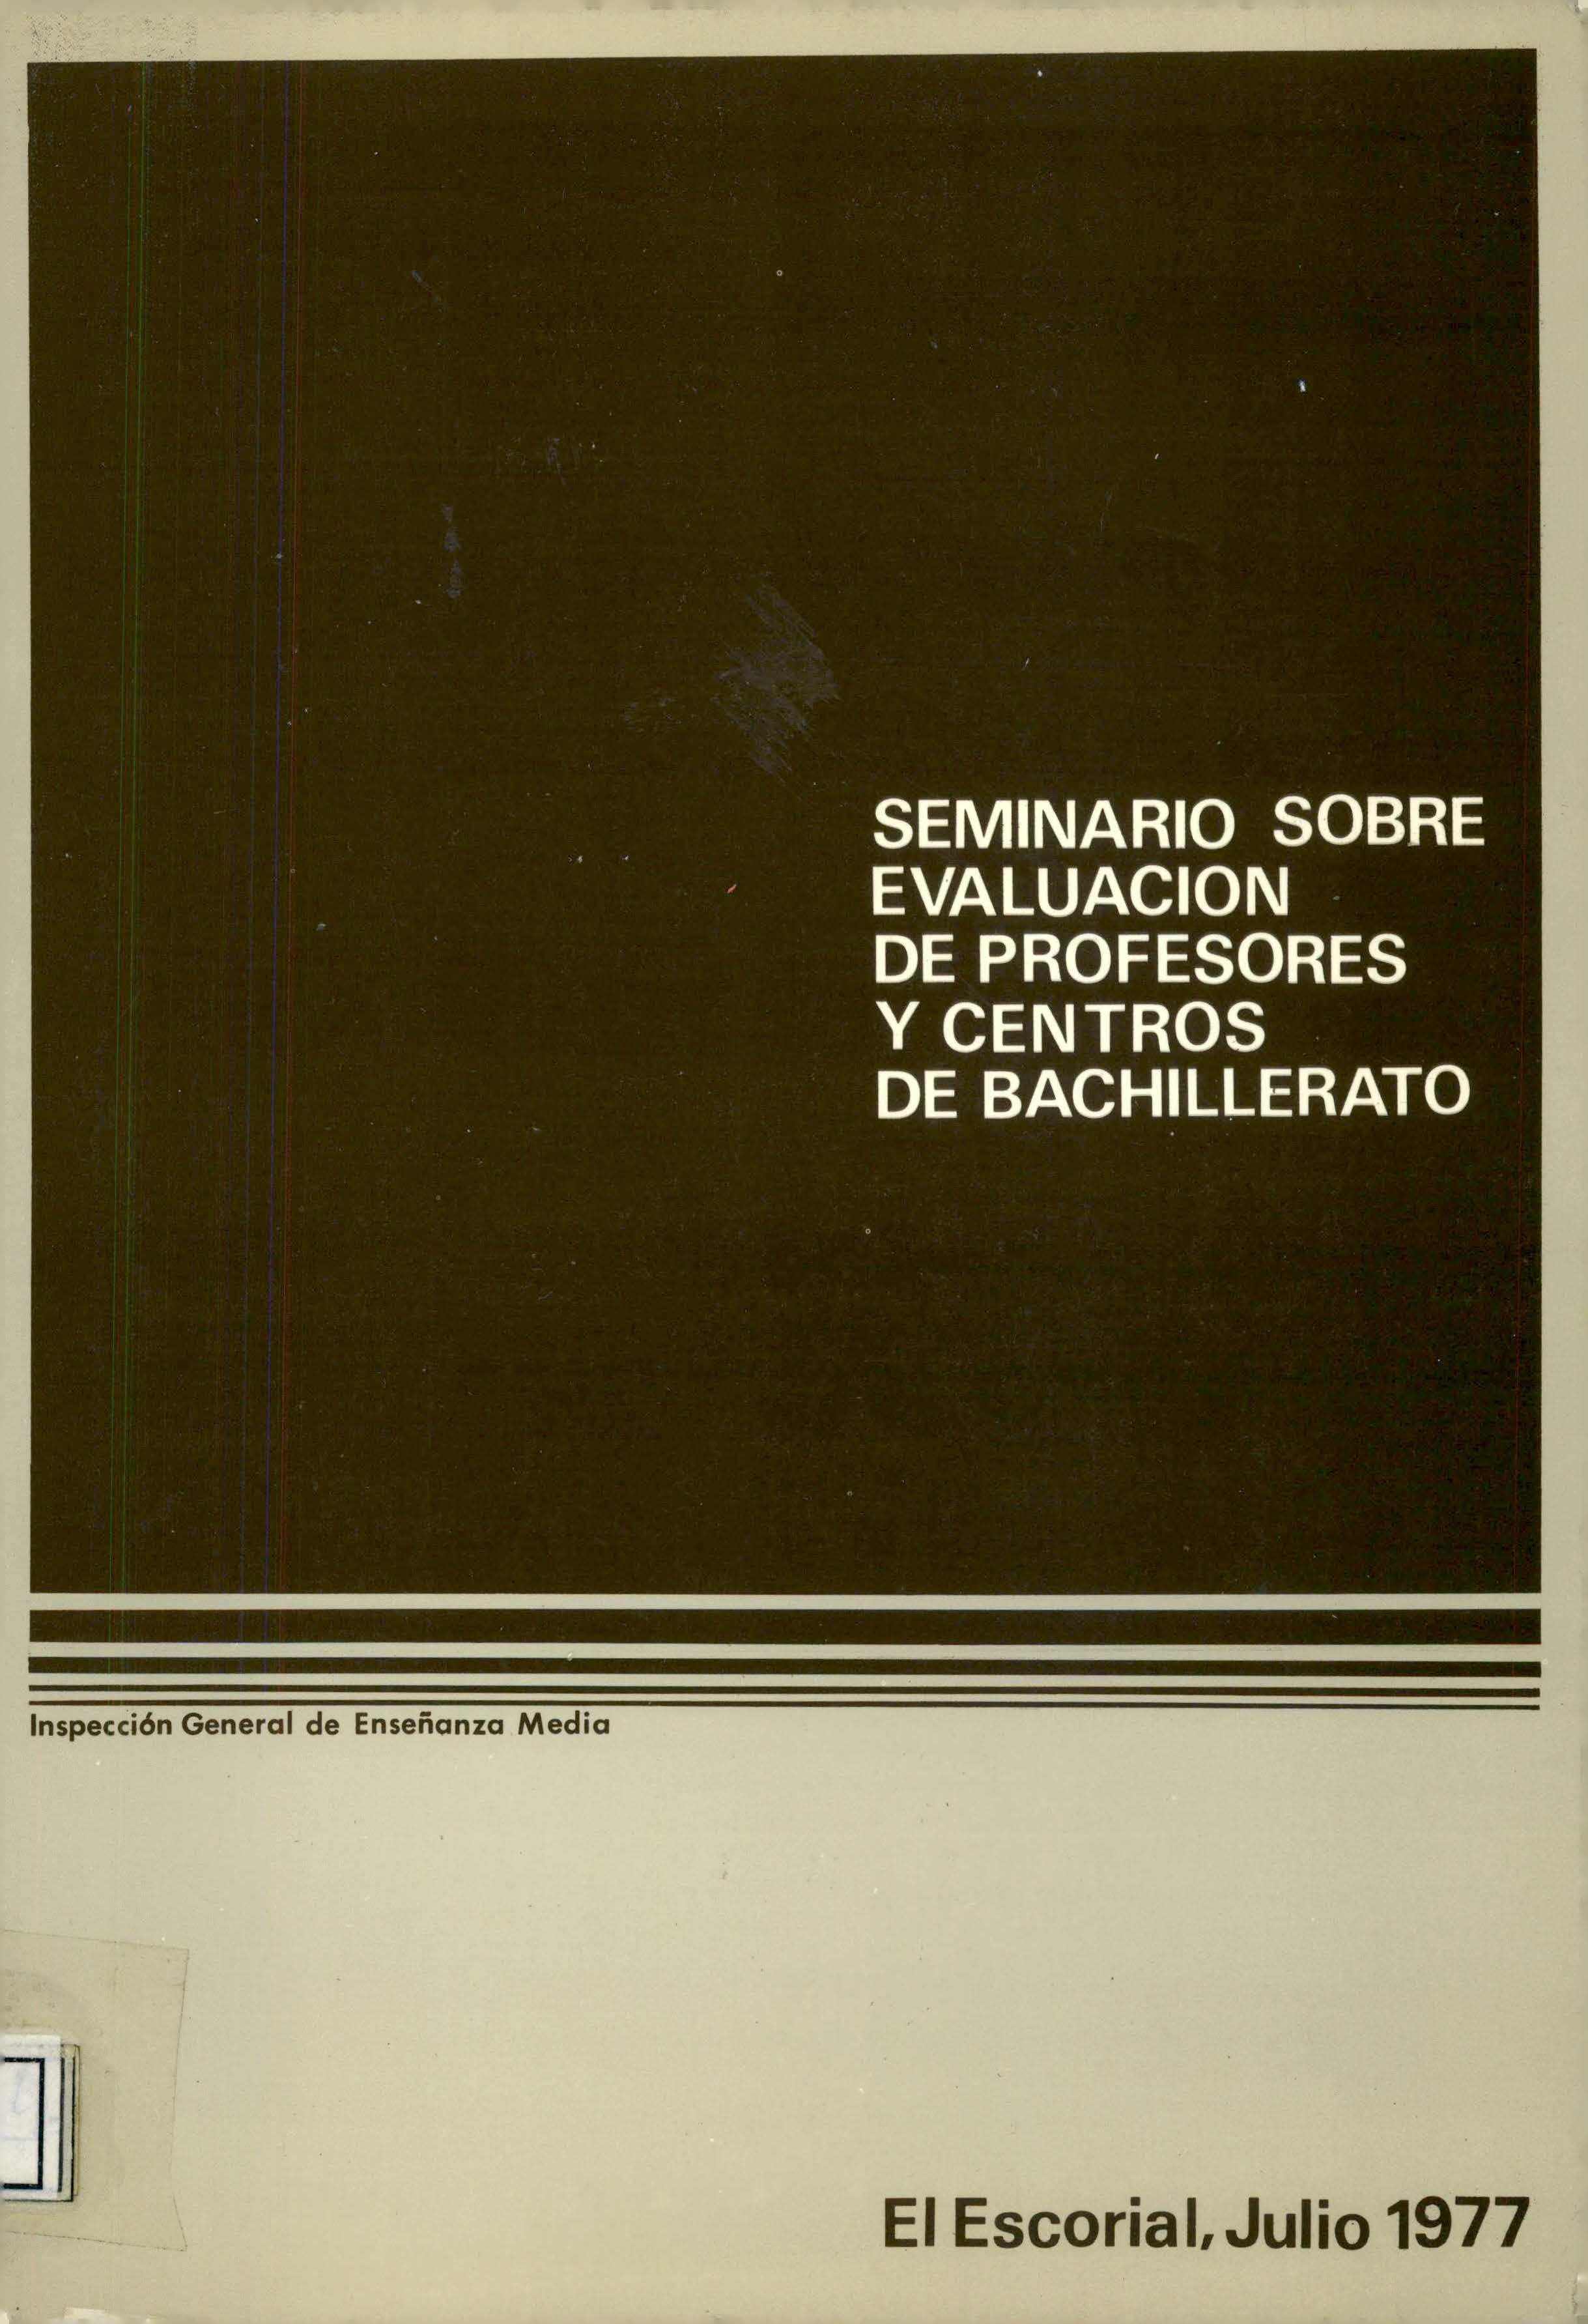 SEMINARIO SOBRE
EVALUACION
DE PROFESORES
Y CENTROS
DE BACHILLERATO
Inspección General de Enseñanza Media
El Escorial, Julio 1977